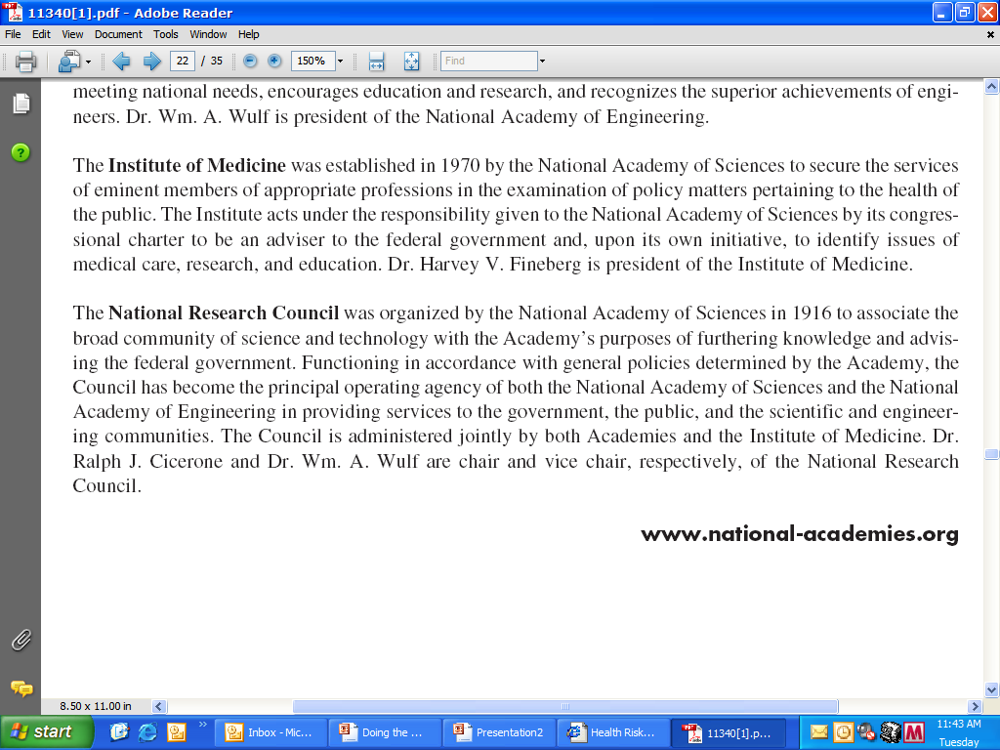 11340[1].pdf - Adobe Reader
File Edit View Document Tools Window Help
22 / 35 150% Find
meeting national needs, encourages education and research, and recognizes the superior achievements of engi-
neers. Dr. Wm. A. Wulf is president of the National Academy of Engineering.
The Institute of Medicine was established in 1970 by the National Academy of Sciences to secure the services
of eminent members of appropriate professions in the examination of policy matters pertaining to the health of
the public. The Institute acts under the responsibility given to the National Academy of Sciences by its congres-
sional charter to be an adviser to the federal government and, upon its own initiative, to identify issues of
medical care, research, and education. Dr. Harvey V. Fineberg is president of the Institute of Medicine.
The National Research Council was organized by the National Academy of Sciences in 1916 to associate the
broad community of science and technology with the Academy's purposes of furthering knowledge and advis-
ing the federal government. Functioning in accordance with general policies determined by the Academy, the
Council has become the principal operating agency of both the National Academy of Sciences and the National
Academy of Engineering in providing services to the government, the public, and the scientific and engineer-
ing communities. The Council is administered jointly by both Academies and the Institute of Medicine. Dr.
Ralph J. Cicerone and Dr. Wm. A. Wulf are chair and vice chair, respectively, of the National Research
Council.
www.national-academies.org
8.50 x 11.00 in
start Inbox - Mic... Doing the ... Presentation2 Health Risk... 11340[1].p... 11:43 AM
Tuesday